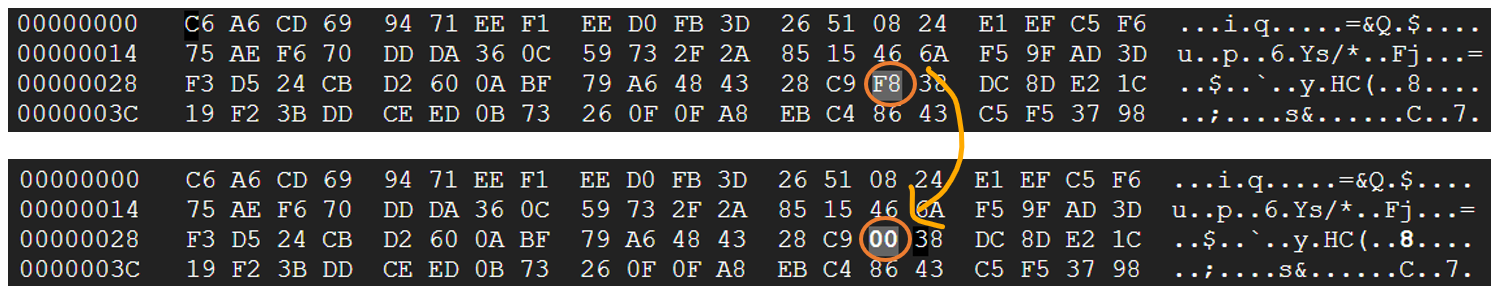 00000000 C6 A6 CD 69 94 71 EE F1 EE D0 FB 3D 26 51 08 24 E1 EF C5 F6 ...i.q.....=&Q.$....
00000014 75 AE F6 70 DD DA 36 0C 59 73 2F 2A 85 15 46 6A F5 9F AD 3D u..p..6.Ys/*..Fj...=
00000028 F3 D5 24 CB D2 60 0A BF 79 A6 48 43 28 C9 F8 38 DC 8D E2 1C ..$..`..y.HC(..8....
0000003C 19 F2 3B DD CE ED 0B 73 26 0F 0F A8 EB C4 86 43 C5 F5 37 98 ..;....s&......C..7.
00000000 C6 A6 CD 69 94 71 EE F1 EE D0 FB 3D 26 51 08 24 E1 EF C5 F6 ...i.q.....=&Q.$....
00000014 75 AE F6 70 DD DA 36 0C 59 73 2F 2A 85 15 46 6A F5 9F AD 3D u..p..6.Ys/*..Fj...=
00000028 F3 D5 24 CB D2 60 0A BF 79 A6 48 43 28 C9 00 38 DC 8D E2 1C ..$..`..y.HC(..8....
0000003C 19 F2 3B DD CE ED 0B 73 26 0F 0F A8 EB C4 86 43 C5 F5 37 98 ..;....s&......C..7.